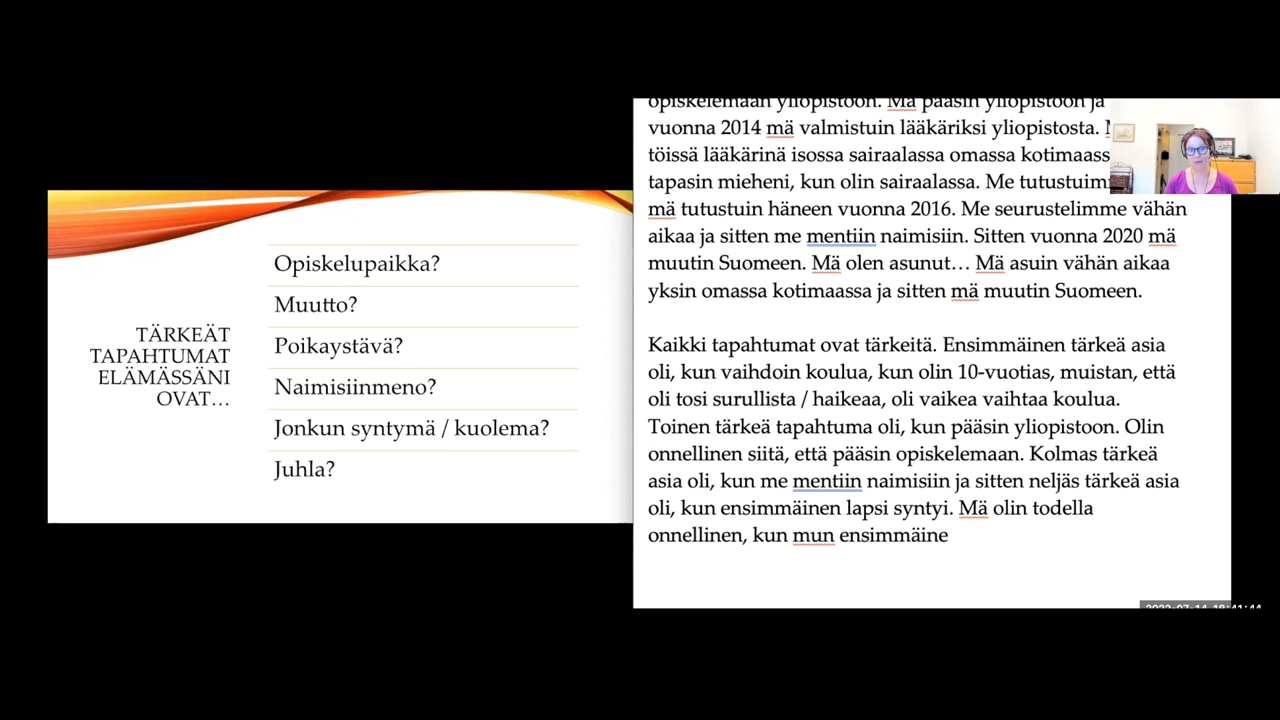 TÄRKEÄT
TAPAHTUMAT
ELÄMÄSSÄNI
OVAT…
Opiskelupaikka?
Muutto?
Poikaystävä?
Naimisiinmeno?
Jonkun syntymä / kuolema?
Juhla?
opiskelemaan yliopistoon. Mä pääsin yliopistoon ja
vuonna 2014 mä valmistuin lääkäriksi yliopistosta.
töissä lääkärinä isossa sairaalassa omassa kotimaass
tapasin mieheni, kun olin sairaalassa. Me tutustuim
mä tutustuin häneen vuonna 2016. Me seurustelimme vähän
aikaa ja sitten me mentiin naimisiin. Sitten vuonna 2020 mä
muutin Suomeen. Mä olen asunut… Mä asuin vähän aikaa
yksin omassa kotimaassa ja sitten mä muutin Suomeen.
Kaikki tapahtumat ovat tärkeitä. Ensimmäinen tärkeä asia
oli, kun vaihdoin koulua, kun olin 10-vuotias, muistan, että
oli tosi surullista / haikeaa, oli vaikea vaihtaa koulua.
Toinen tärkeä tapahtuma oli, kun pääsin yliopistoon. Olin
onnellinen siitä, että pääsin opiskelemaan. Kolmas tärkeä
asia oli, kun me mentiin naimisiin ja sitten neljäs tärkeä asia
oli, kun ensimmäinen lapsi syntyi. Mä olin todella
onnellinen, kun mun ensimmäine